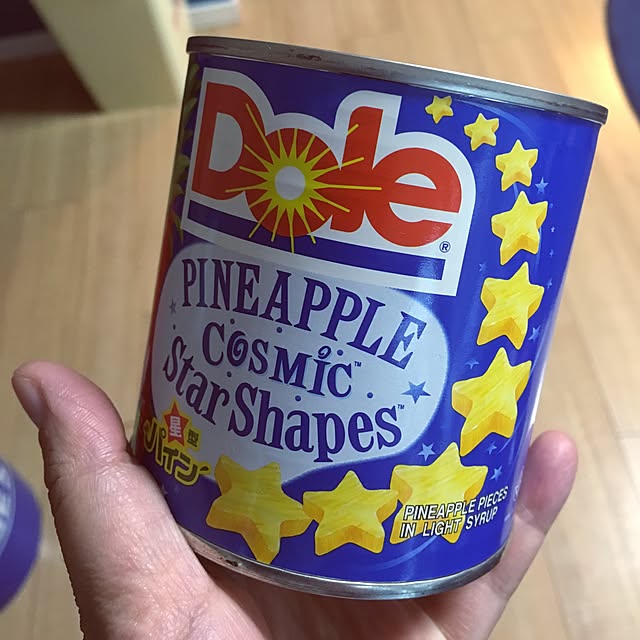 Dole®
PINEAPPLE
COSMIC™
Star Shapes™
星型
パイン
PINEAPPLE PIECES
IN LIGHT SYRUP